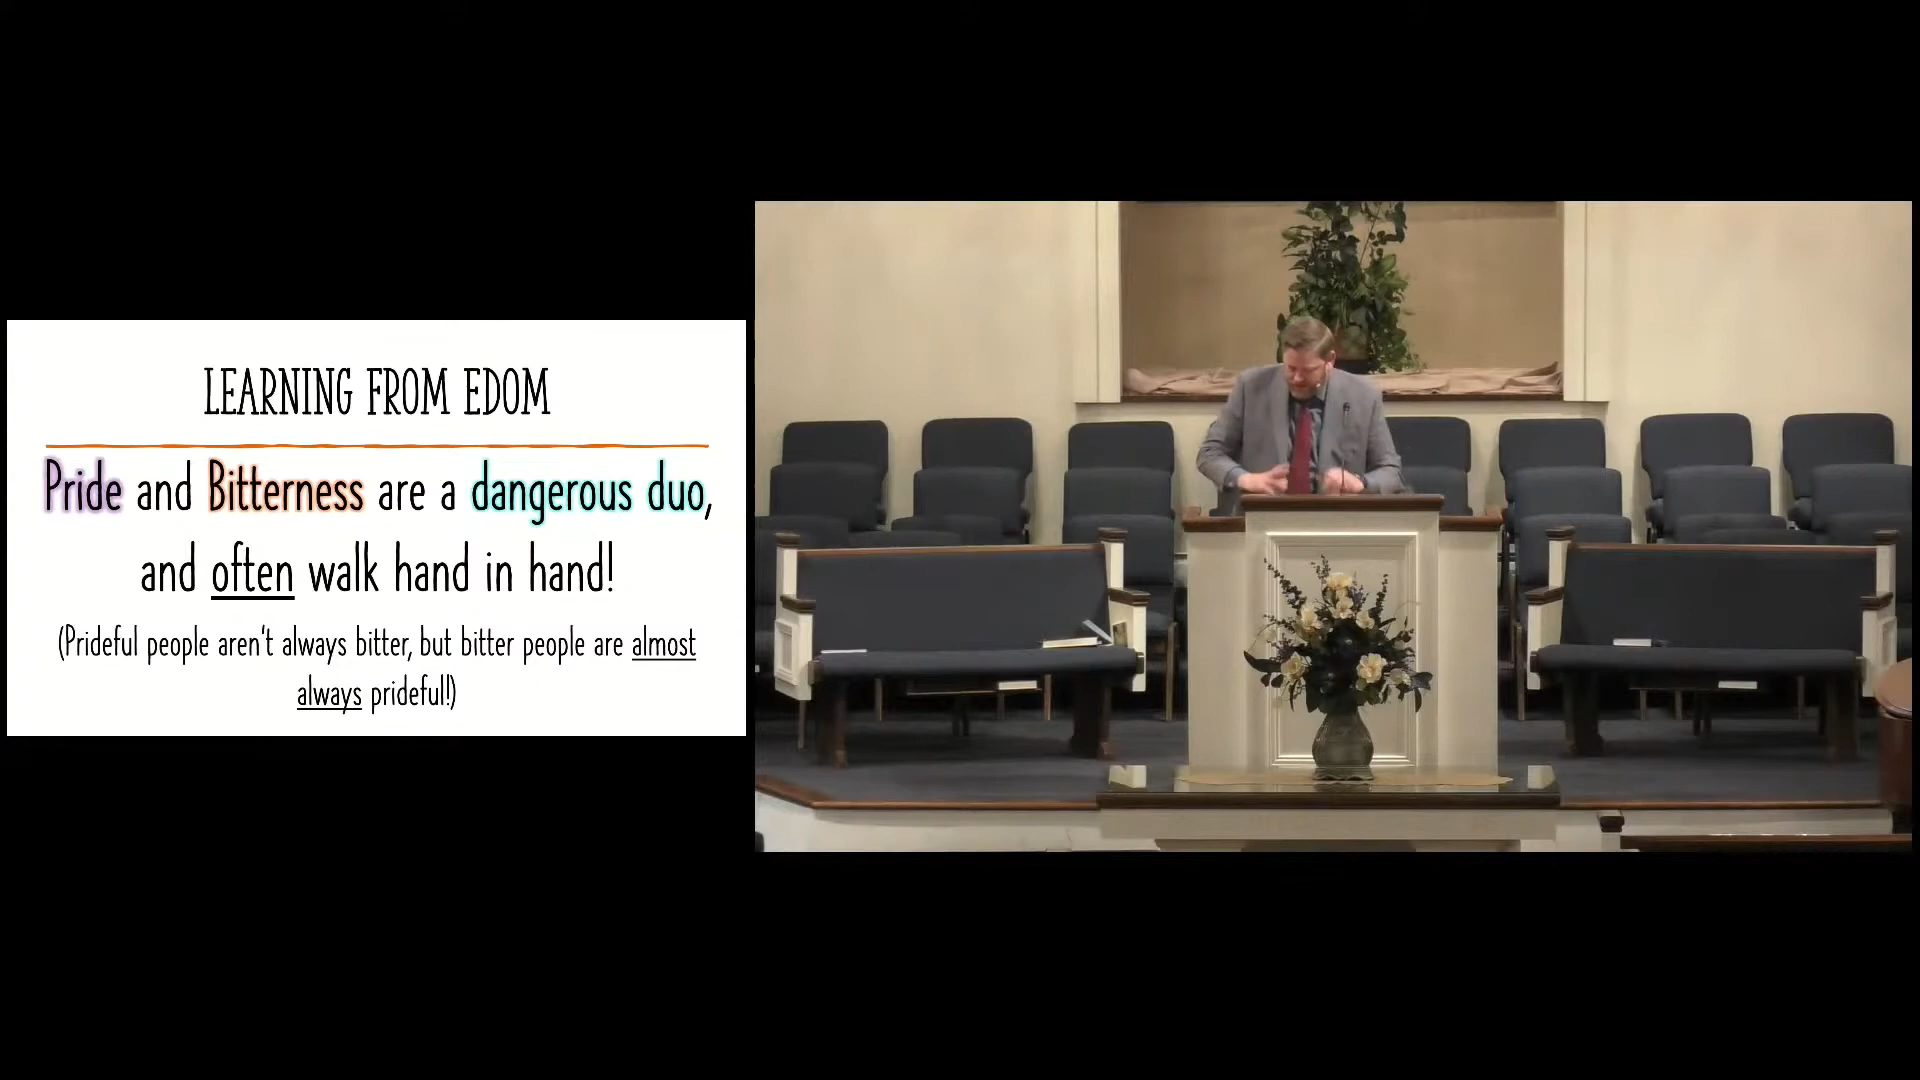 LEARNING FROM EDOM
Pride and Bitterness are a dangerous duo,
and often walk hand in hand!
(Prideful people aren't always bitter, but bitter people are almost
always prideful!)